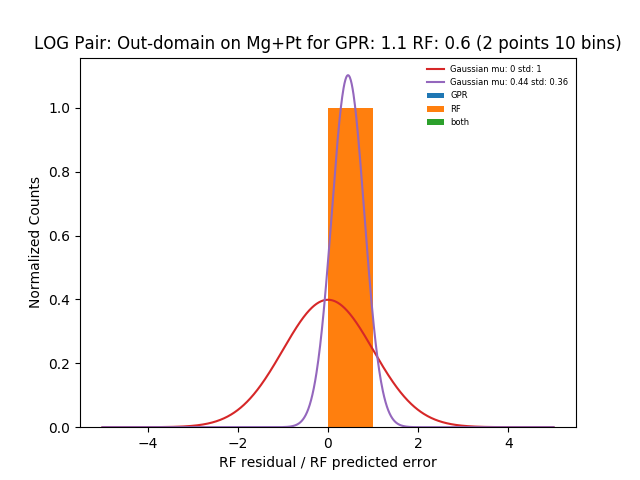 LOG Pair: Out-domain on Mg+Pt for GPR: 1.1 RF: 0.6 (2 points 10 bins)
Gaussian mu: 0 std: 1
Gaussian mu: 0.44 std: 0.36
GPR
RF
both
Normalized Counts
1.0
0.8
0.6
0.4
0.2
0.0
−4 −2 0 2 4
RF residual / RF predicted error